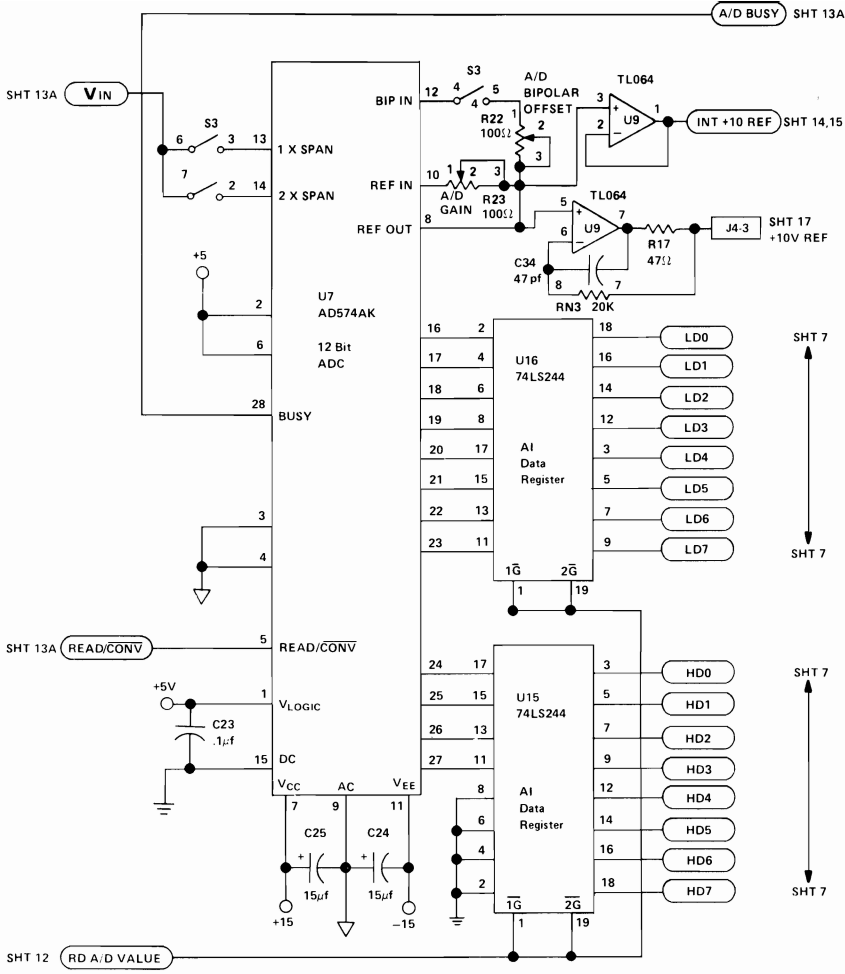 A/D BUSY SHT 13A
SHT 13A VIN
S3
6 3 13 1 X SPAN
7 2 14 2 X SPAN
+5
2
6
U7
AD574AK
12 Bit
ADC
28 BUSY
3
4
SHT 13A READ/CONV 5 READ/CONV
+5V
1 VLOGIC
C23
.1µf
15 DC
VCC AC VEE
7 9 11
C25 C24
+ +
15µf 15µf
+15 −15
BIP IN 12 4 S3 5
4
A/D
BIPOLAR
OFFSET
R22
100Ω
1
2
3
TL064
3 + U9 1
2 −
INT +10 REF SHT 14,15
REF IN 10 1 2 3
A/D
GAIN
R23
100Ω
REF OUT 8
TL064
5 + U9 7
6 −
R17
47Ω
J4-3
SHT 17
+10V REF
C34
47pf
8 7
RN3 20K
U16
74LS244
AI
Data
Register
16 2 18 LD0 SHT 7
17 4 16 LD1
18 6 14 LD2
19 8 12 LD3
20 17 3 LD4
21 15 5 LD5
22 13 7 LD6
23 11 9 LD7 SHT 7
1G 2G
1 19
U15
74LS244
AI
Data
Register
24 17 3 HD0 SHT 7
25 15 5 HD1
26 13 7 HD2
27 11 9 HD3
8 12 HD4
6 14 HD5
4 16 HD6
2 18 HD7 SHT 7
1G 2G
1 19
SHT 12 RD A/D VALUE